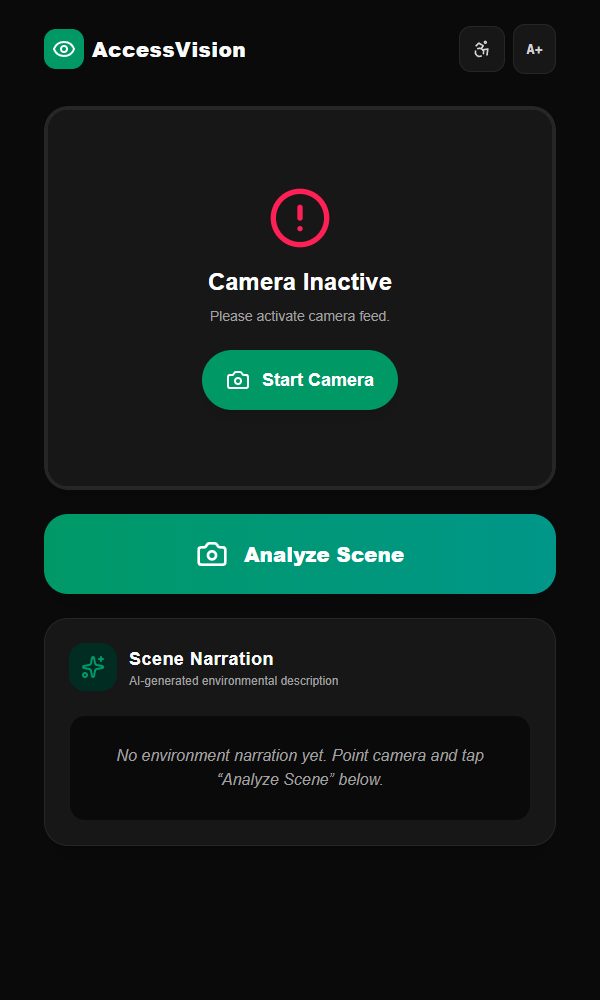 AccessVision
A+
Camera Inactive
Please activate camera feed.
Start Camera
Analyze Scene
Scene Narration
AI-generated environmental description
No environment narration yet. Point camera and tap
“Analyze Scene” below.